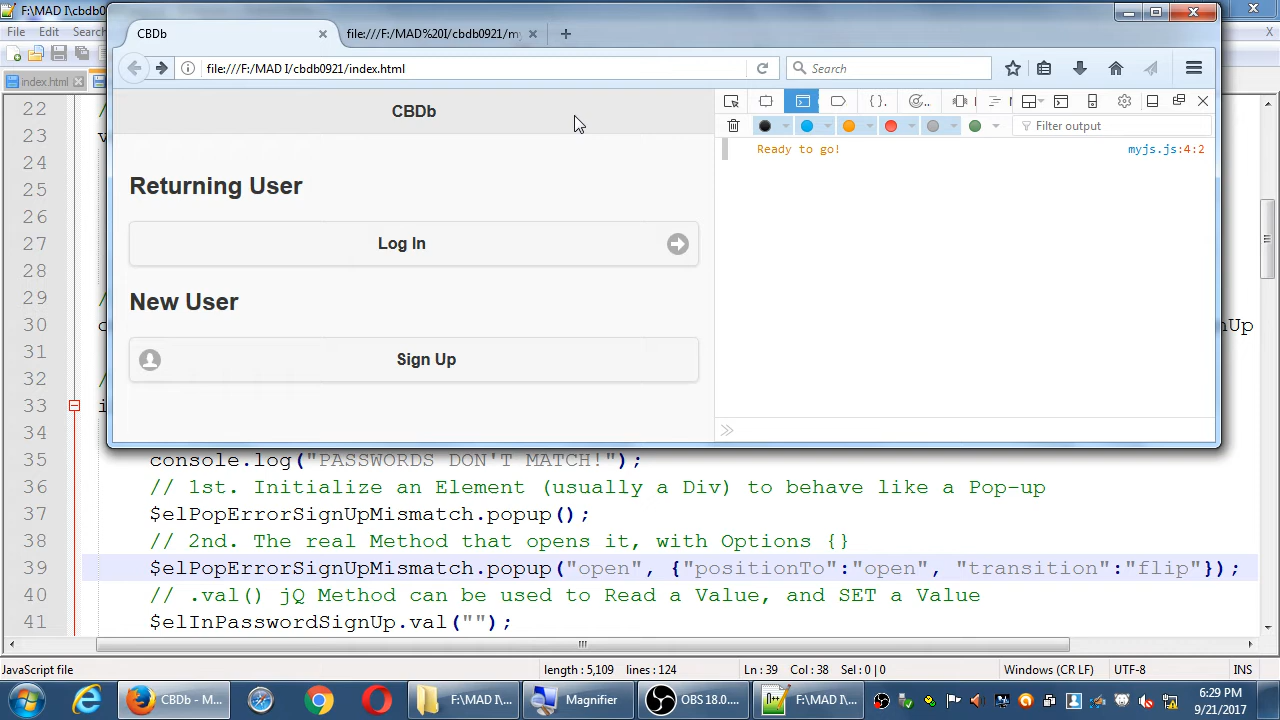 F:\MAD I\cbdb0
File Edit Search
index.html
CBDb
file:///F:/MAD%20I/cbdb0921/my
file:///F:/MAD I/cbdb0921/index.html
Search
CBDb
Filter output
Ready to go! myjs.js:4:2
Returning User
Log In
New User
Sign Up
22 /
23 v
24
25
26
27
28
29 /
30 gnUp
31
32 /
33 i
34
35 console.log("PASSWORDS DON'T MATCH!");
36 // 1st. Initialize an Element (usually a Div) to behave like a Pop-up
37 $elPopErrorSignUpMismatch.popup();
38 // 2nd. The real Method that opens it, with Options {}
39 $elPopErrorSignUpMismatch.popup("open", {"positionTo":"open", "transition":"flip"});
40 // .val() jQ Method can be used to Read a Value, and SET a Value
41 $elInPasswordSignUp.val("");
JavaScript file length : 5,109 lines : 124 Ln : 39 Col : 38 Sel : 0 | 0 Windows (CR LF) UTF-8 INS
CBDb - M... F:\MAD I\... Magnifier OBS 18.0.... F:\MAD I\... 6:29 PM
9/21/2017